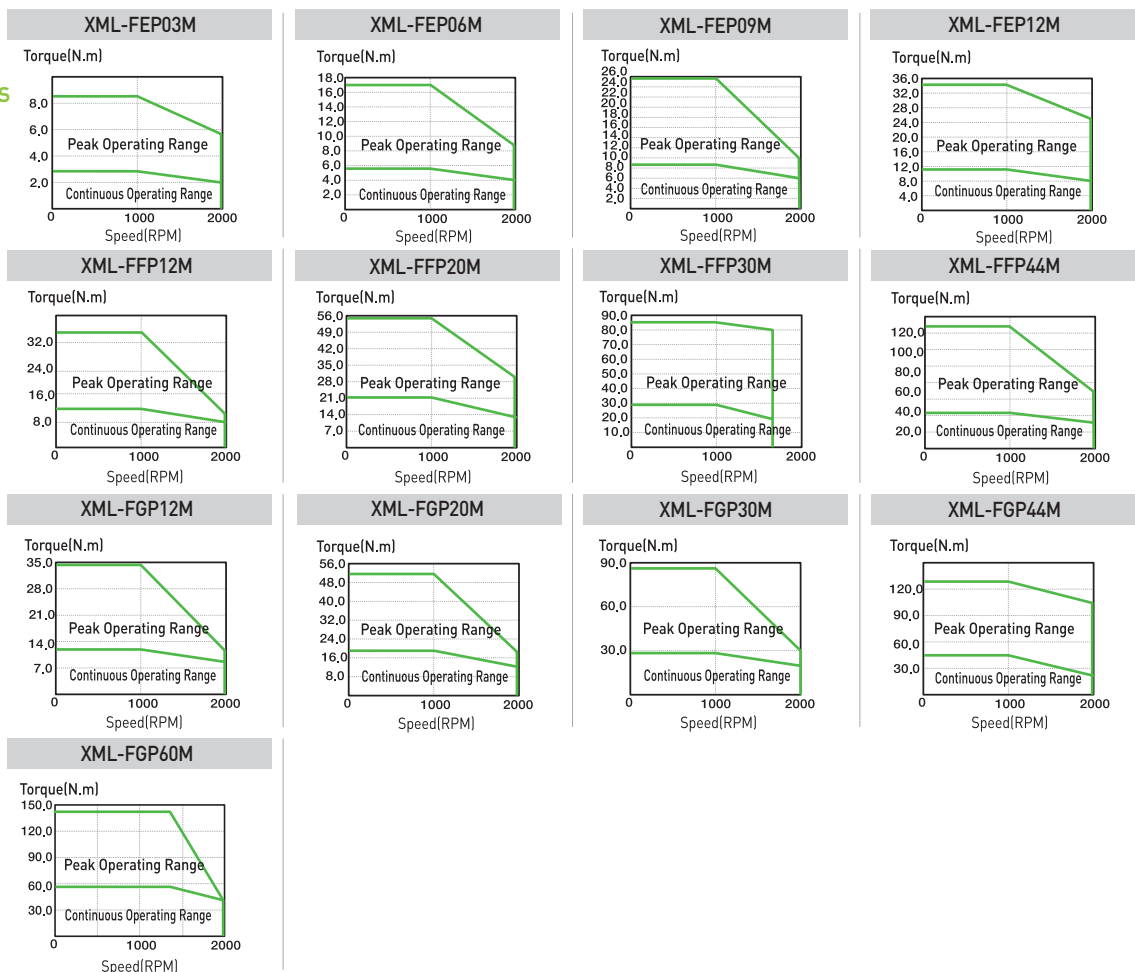 s
XML-FEP03M
Torque(N.m)
8.0
6.0
4.0
2.0
Peak Operating Range
Continuous Operating Range
0 1000 2000
Speed(RPM)
XML-FEP06M
Torque(N.m)
18.0
16.0
14.0
12.0
10.0
8.0
6.0
4.0
2.0
Peak Operating Range
Continuous Operating Range
0 1000 2000
Speed(RPM)
XML-FEP09M
Torque(N.m)
26.0
24.0
22.0
20.0
18.0
16.0
14.0
12.0
10.0
8.0
6.0
4.0
2.0
Peak Operating Range
Continuous Operating Range
0 1000 2000
Speed(RPM)
XML-FEP12M
Torque(N.m)
36.0
32.0
28.0
24.0
20.0
16.0
12.0
8.0
4.0
Peak Operating Range
Continuous Operating Range
0 1000 2000
Speed(RPM)
XML-FFP12M
Torque(N.m)
32.0
24.0
16.0
8.0
Peak Operating Range
Continuous Operating Range
0 1000 2000
Speed(RPM)
XML-FFP20M
Torque(N.m)
56.0
49.0
42.0
35.0
28.0
21.0
14.0
7.0
Peak Operating Range
Continuous Operating Range
0 1000 2000
Speed(RPM)
XML-FFP30M
Torque(N.m)
90.0
80.0
70.0
60.0
50.0
40.0
30.0
20.0
10.0
Peak Operating Range
Continuous Operating Range
0 1000 2000
Speed(RPM)
XML-FFP44M
Torque(N.m)
120.0
100.0
80.0
60.0
40.0
20.0
Peak Operating Range
Continuous Operating Range
0 1000 2000
Speed(RPM)
XML-FGP12M
Torque(N.m)
35.0
28.0
21.0
14.0
7.0
Peak Operating Range
Continuous Operating Range
0 1000 2000
Speed(RPM)
XML-FGP20M
Torque(N.m)
56.0
48.0
40.0
32.0
24.0
16.0
8.0
Peak Operating Range
Continuous Operating Range
0 1000 2000
Speed(RPM)
XML-FGP30M
Torque(N.m)
90.0
60.0
30.0
Peak Operating Range
Continuous Operating Range
0 1000 2000
Speed(RPM)
XML-FGP44M
Torque(N.m)
120.0
90.0
60.0
30.0
Peak Operating Range
Continuous Operating Range
0 1000 2000
Speed(RPM)
XML-FGP60M
Torque(N.m)
150.0
120.0
90.0
60.0
30.0
Peak Operating Range
Continuous Operating Range
0 1000 2000
Speed(RPM)